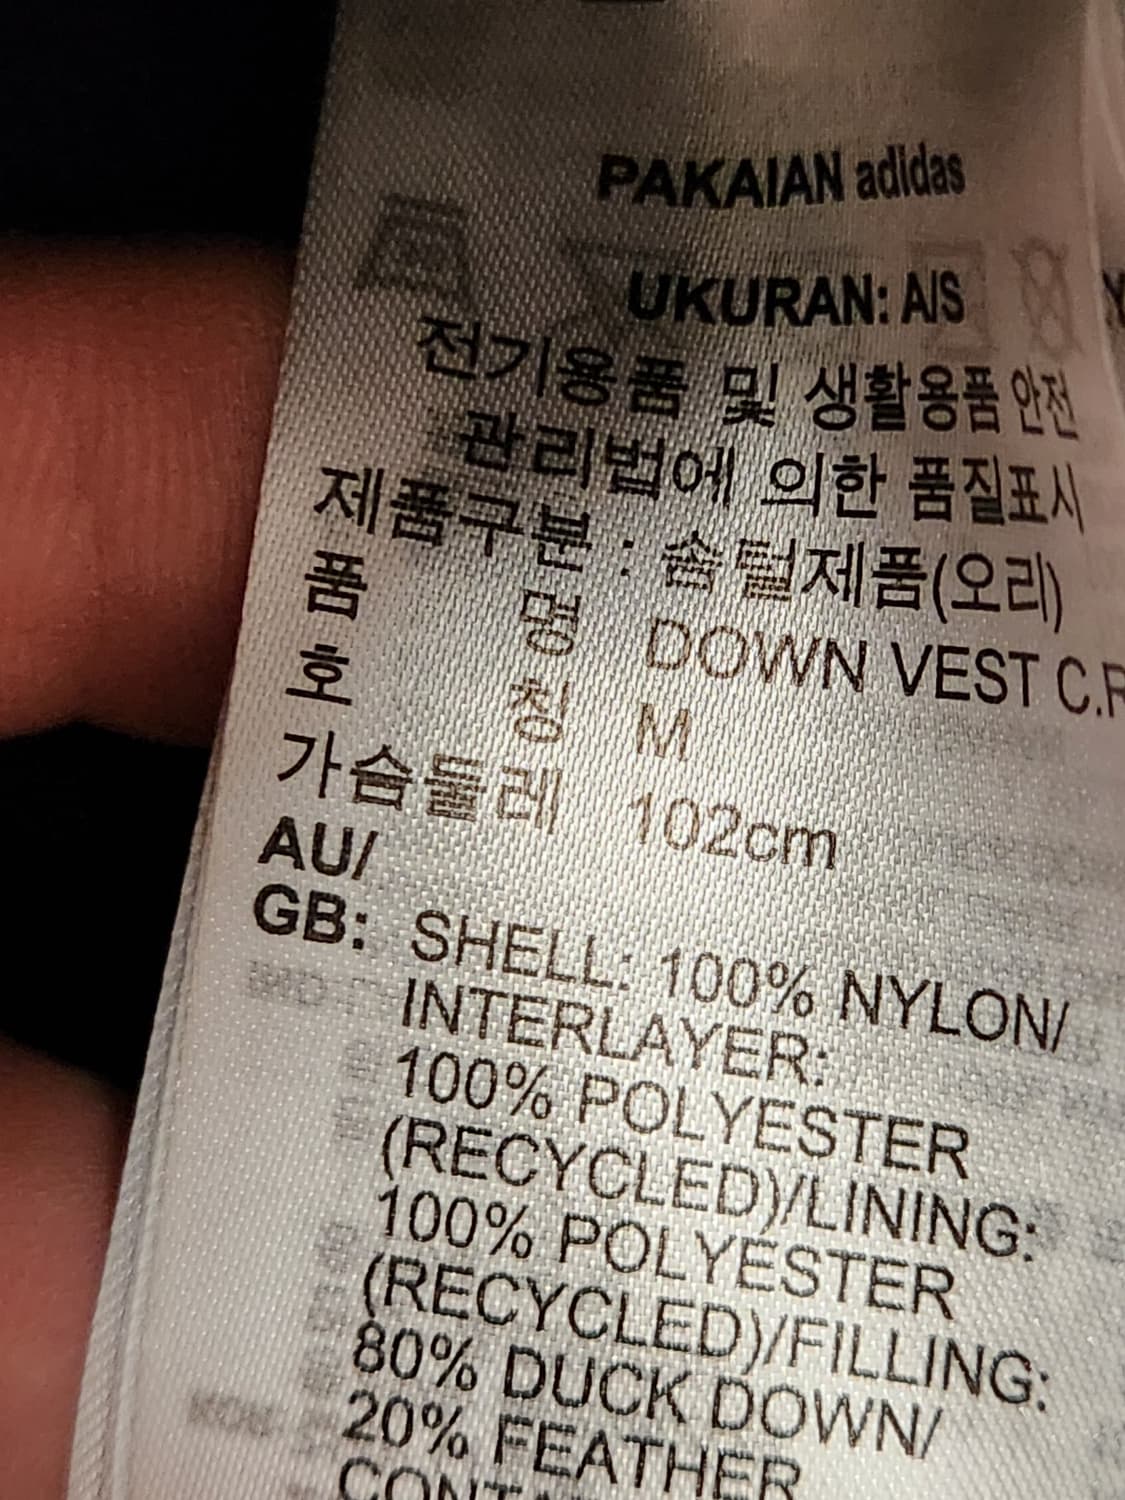 PAKAIAN adidas
UKURAN: A/S
전기용품 및 생활용품 안전
관리법에 의한 품질표시
제품구분 : 솜털제품(오리)
품 명 DOWN VEST
호 칭 M
가슴둘레 102cm
AU/
GB: SHELL: 100% NYLON/
INTERLAYER:
100% POLYESTER
(RECYCLED)/LINING:
100% POLYESTER
(RECYCLED)/FILLING:
80% DUCK DOWN/
20% FEATHER